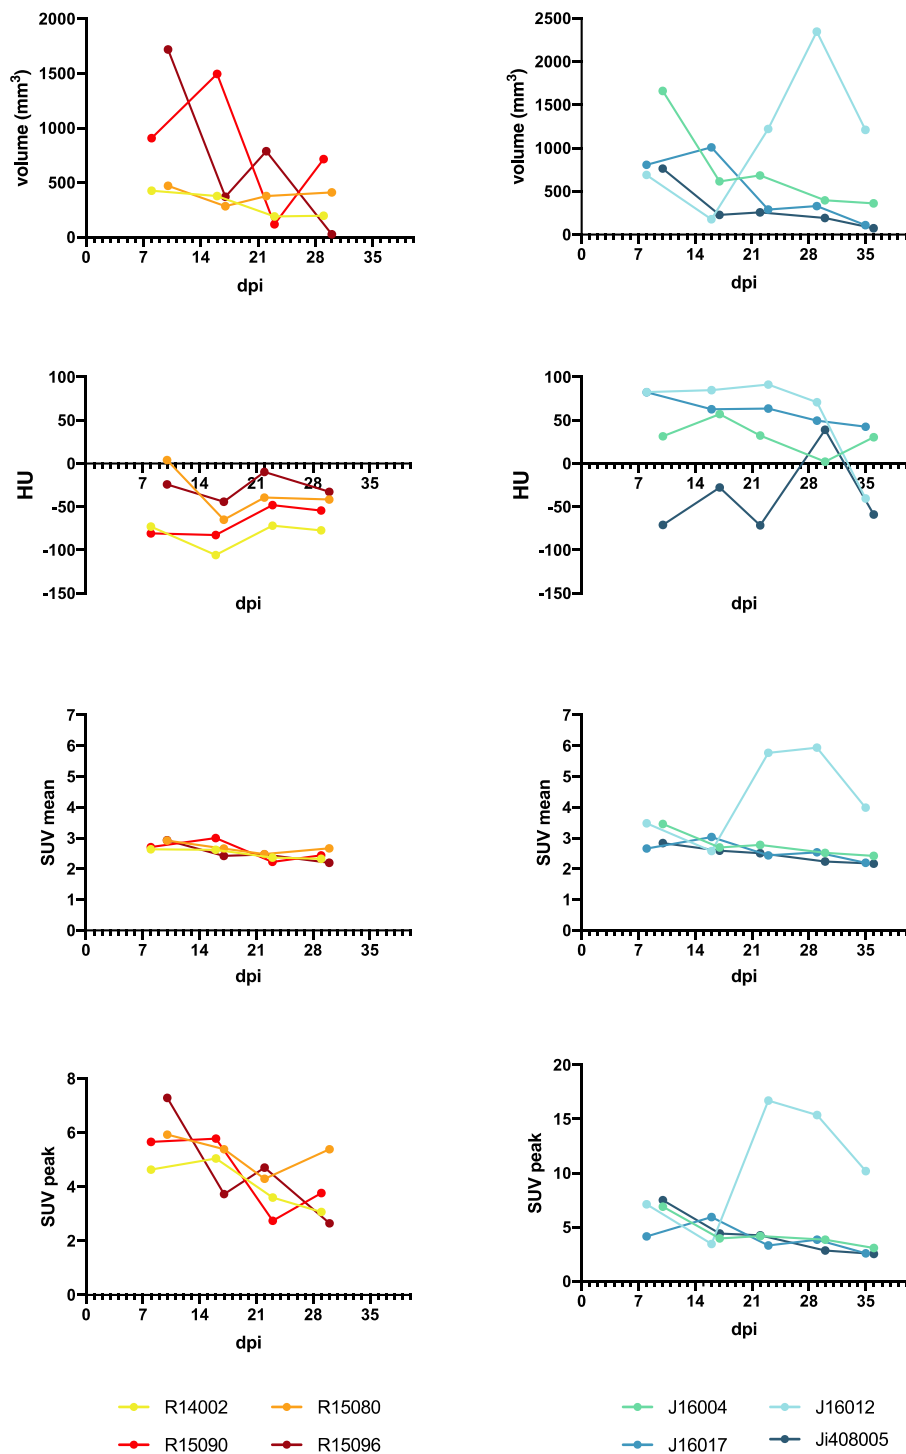 2000
1500
1000
500
0
volume (mm³)
0 7 14 21 28 35
dpi
2500
2000
1500
1000
500
0
volume (mm³)
0 7 14 21 28 35
dpi
100
50
0
-50
-100
-150
HU
7 14 21 28 35
dpi
100
50
0
-50
-100
-150
HU
7 14 21 28 35
dpi
7
6
5
4
3
2
1
0
SUV mean
0 7 14 21 28 35
dpi
7
6
5
4
3
2
1
0
SUV mean
0 7 14 21 28 35
dpi
8
6
4
2
0
SUV peak
0 7 14 21 28 35
dpi
20
15
10
5
0
SUV peak
0 7 14 21 28 35
dpi
R14002 R15080
R15090 R15096
J16004 J16012
J16017 Ji408005